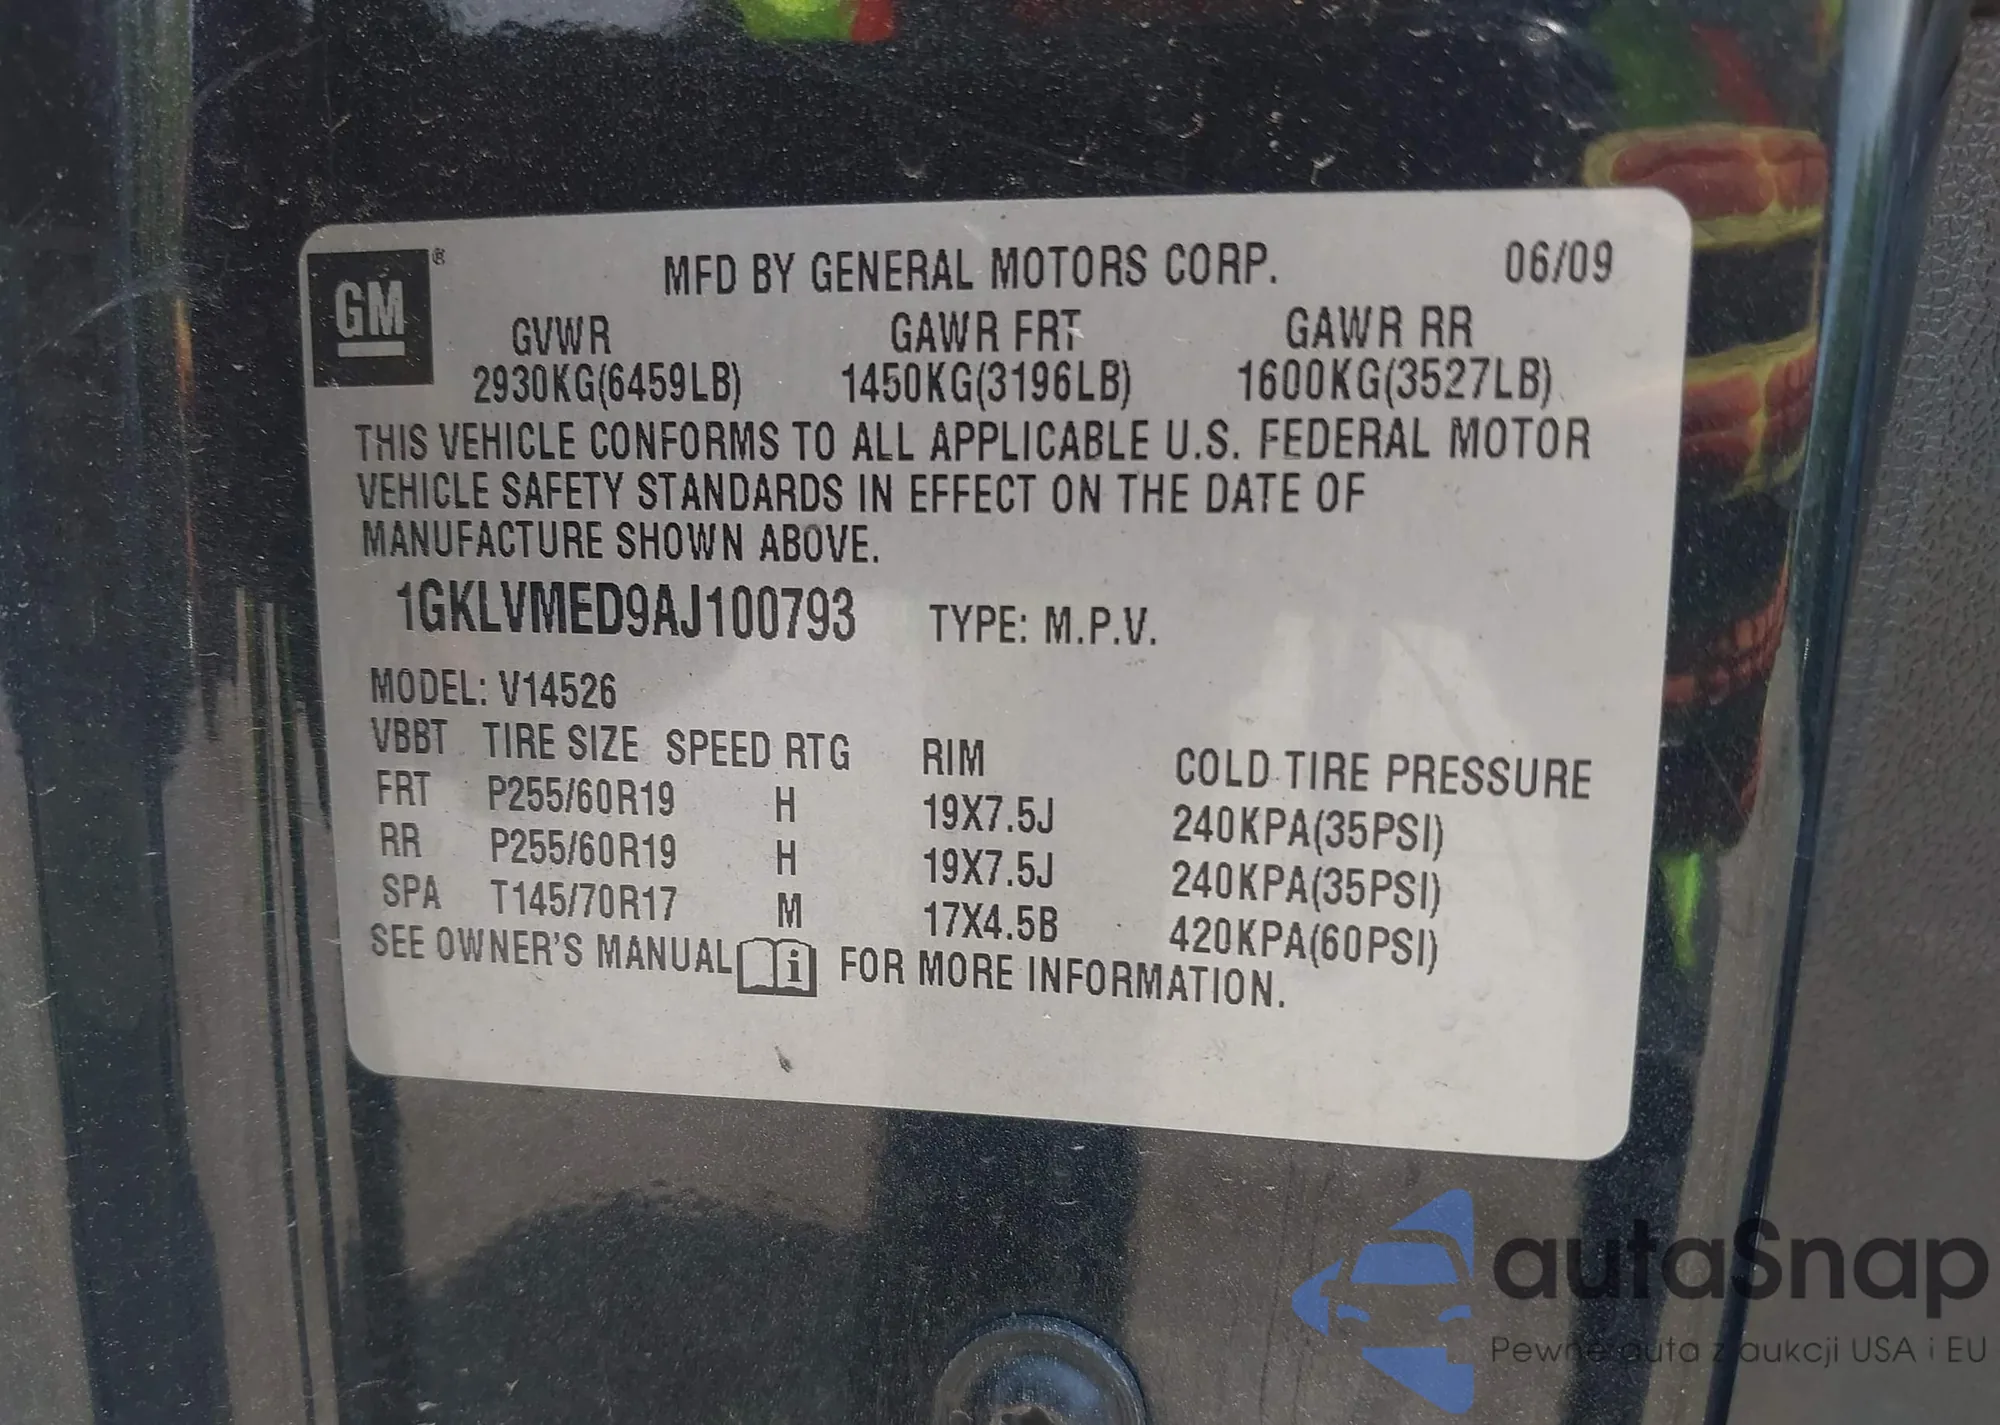 GM ®
MFD BY GENERAL MOTORS CORP. 06/09
GVWR GAWR FRT GAWR RR
2930KG(6459LB) 1450KG(3196LB) 1600KG(3527LB)
THIS VEHICLE CONFORMS TO ALL APPLICABLE U.S. FEDERAL MOTOR
VEHICLE SAFETY STANDARDS IN EFFECT ON THE DATE OF
MANUFACTURE SHOWN ABOVE.
1GKLVMED9AJ100793 TYPE: M.P.V.
MODEL: V14526
VBBT TIRE SIZE SPEED RTG RIM COLD TIRE PRESSURE
FRT P255/60R19 H 19X7.5J 240KPA(35PSI)
RR P255/60R19 H 19X7.5J 240KPA(35PSI)
SPA T145/70R17 M 17X4.5B 420KPA(60PSI)
SEE OWNER'S MANUAL i FOR MORE INFORMATION.
autaSnap
Pewne auta z aukcji USA i EU